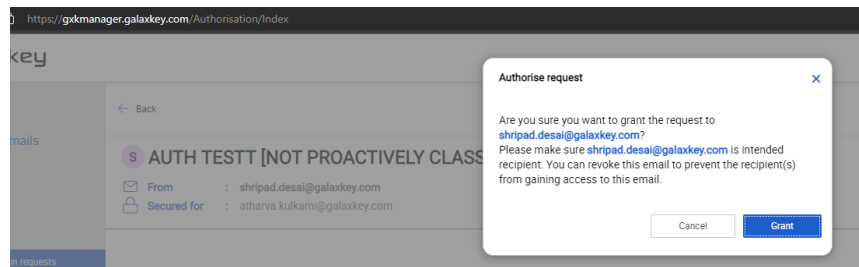 https://gxkmanager.galaxkey.com/Authorisation/Index
key
Authorise request
Back
Are you sure you want to grant the request to
shripad.desai@galaxkey.com?
Please make sure shripad.desai@galaxkey.com is intended
recipient. You can revoke this email to prevent the recipient(s)
from gaining access to this email.
mails
S AUTH TESTT [NOT PROACTIVELY CLASS
From : shripad.desai@galaxkey.com
Secured for : atharva.kulkarni@galaxkey.com
Cancel Grant
on requests